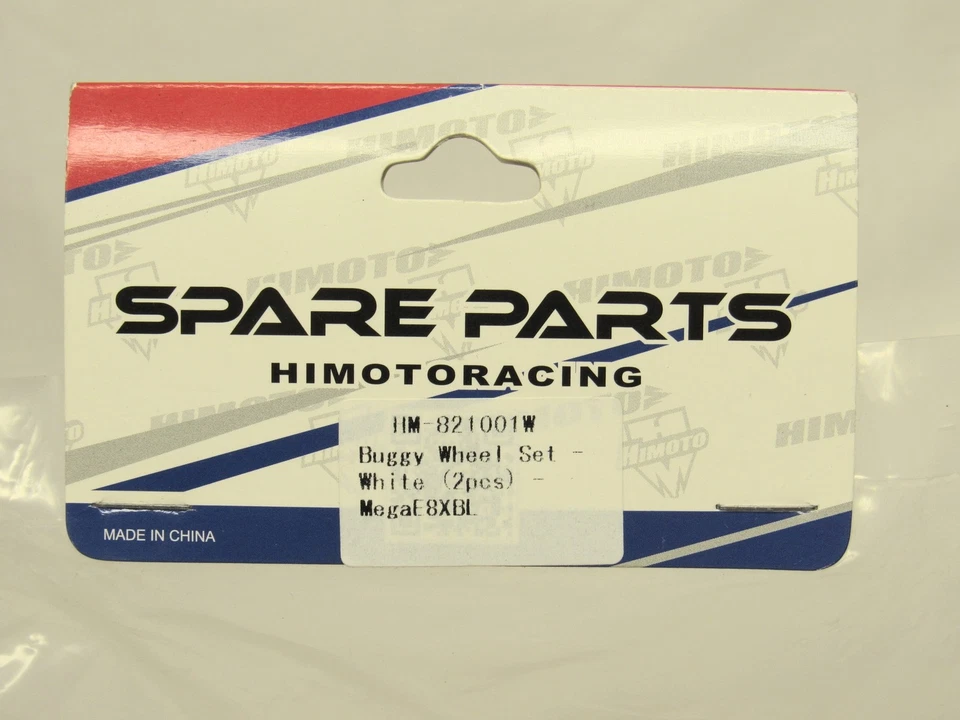 SPARE PARTS
HIMOTORACING
HM-821001W
Buggy Wheel Set -
White (2pcs) -
MegaE8XBL
MADE IN CHINA